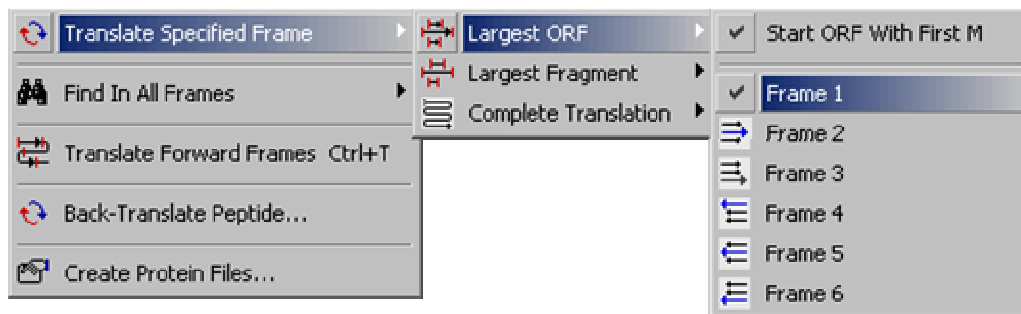 Translate Specified Frame
Find In All Frames
Translate Forward Frames Ctrl+T
Back-Translate Peptide...
Create Protein Files...
Largest ORF
Largest Fragment
Complete Translation
Start ORF With First M
Frame 1
Frame 2
Frame 3
Frame 4
Frame 5
Frame 6